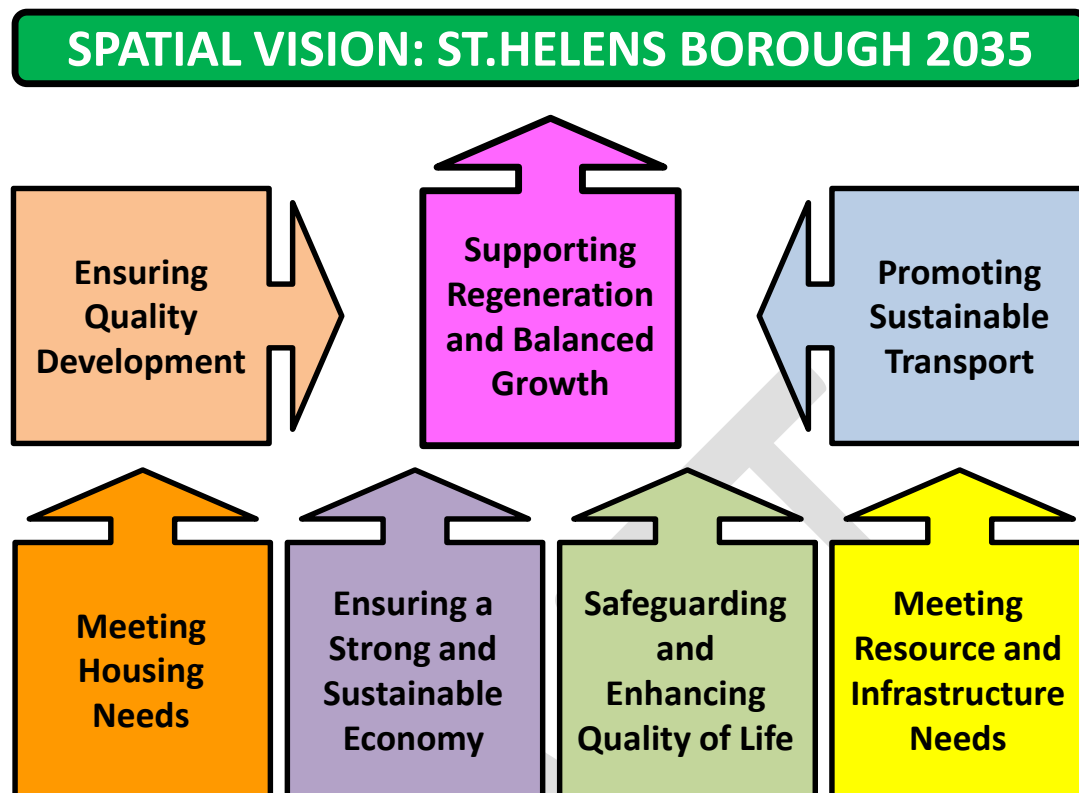 SPATIAL VISION: ST.HELENS BOROUGH 2035
Ensuring
Quality
Development
Supporting
Regeneration
and Balanced
Growth
Promoting
Sustainable
Transport
Meeting
Housing
Needs
Ensuring a
Strong and
Sustainable
Economy
Safeguarding
and
Enhancing
Quality of Life
Meeting
Resource and
Infrastructure
Needs